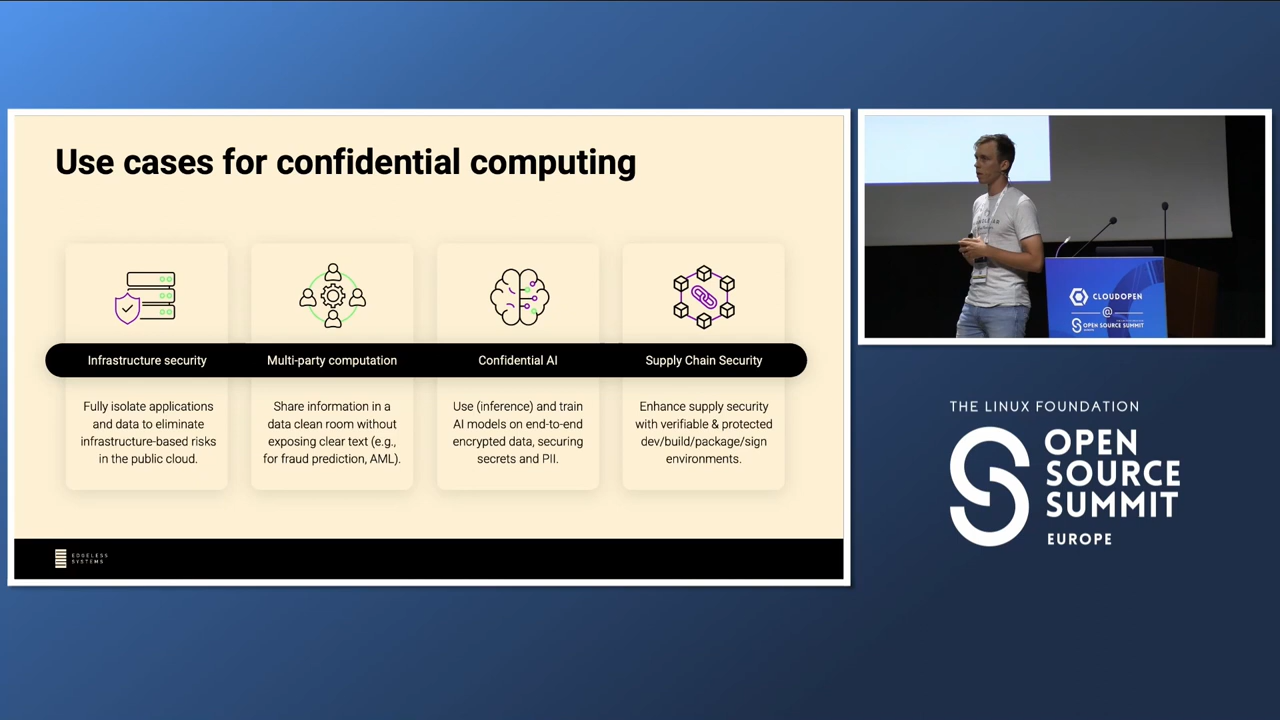 Use cases for confidential computing
Infrastructure security
Fully isolate applications
and data to eliminate
infrastructure-based risks
in the public cloud.
Multi-party computation
Share information in a
data clean room without
exposing clear text (e.g.,
for fraud prediction, AML).
Confidential AI
Use (inference) and train
AI models on end-to-end
encrypted data, securing
secrets and PII.
Supply Chain Security
Enhance supply security
with verifiable & protected
dev/build/package/sign
environments.
EDGELESS
SYSTEMS
CLOUDOPEN
@
OPEN SOURCE SUMMIT
THE LINUX FOUNDATION
OPEN
SOURCE
SUMMIT
EUROPE